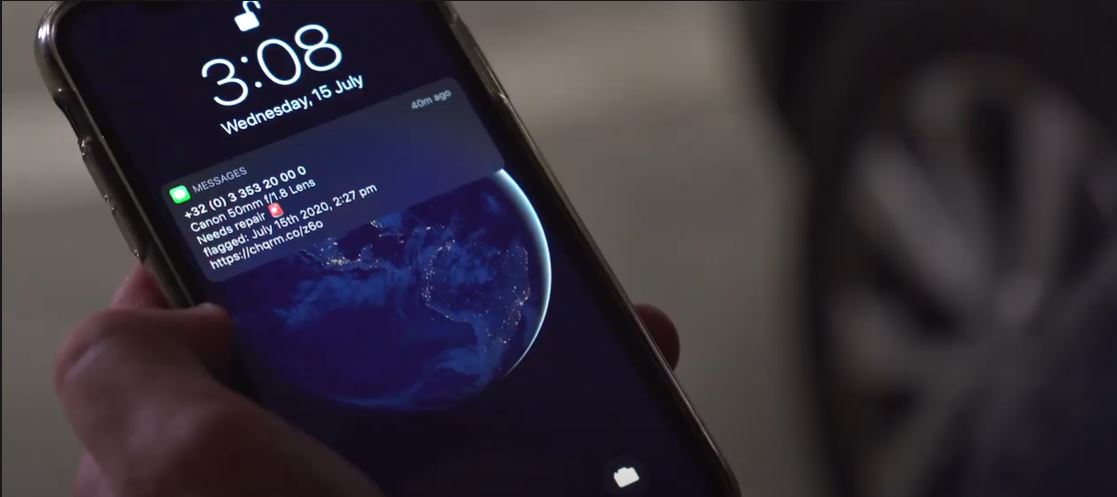 3:08
Wednesday, 15 July
MESSAGES
40m ago
+32 (0) 3 353 20 00 0
Canon 50mm f/1.8 Lens
Needs repair 🚨
flagged: July 15th 2020, 2:27 pm
https://chqrm.co/z6o